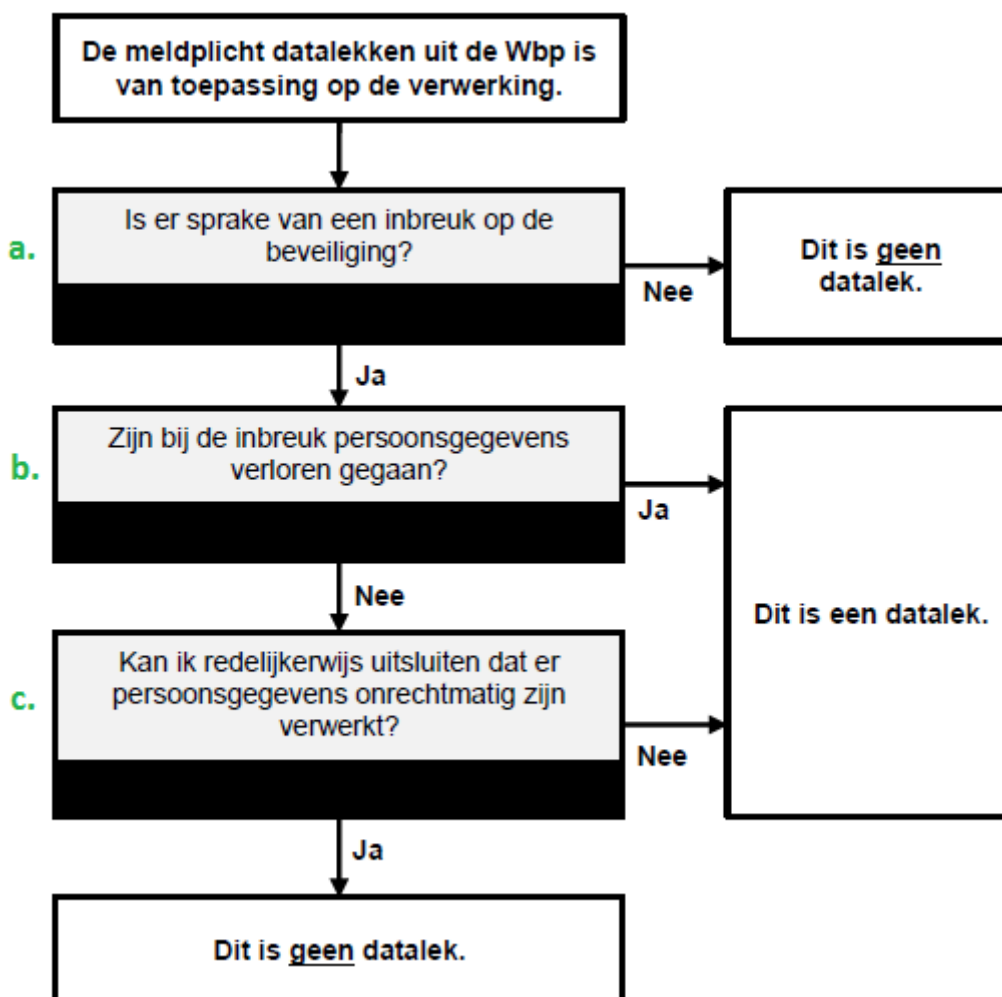 De meldplicht datalekken uit de Wbp is
van toepassing op de verwerking.
a.
Is er sprake van een inbreuk op de
beveiliging?
Nee
Dit is geen
datalek.
Ja
b.
Zijn bij de inbreuk persoonsgegevens
verloren gegaan?
Ja
Dit is een datalek.
Nee
c.
Kan ik redelijkerwijs uitsluiten dat er
persoonsgegevens onrechtmatig zijn
verwerkt?
Nee
Ja
Dit is geen datalek.